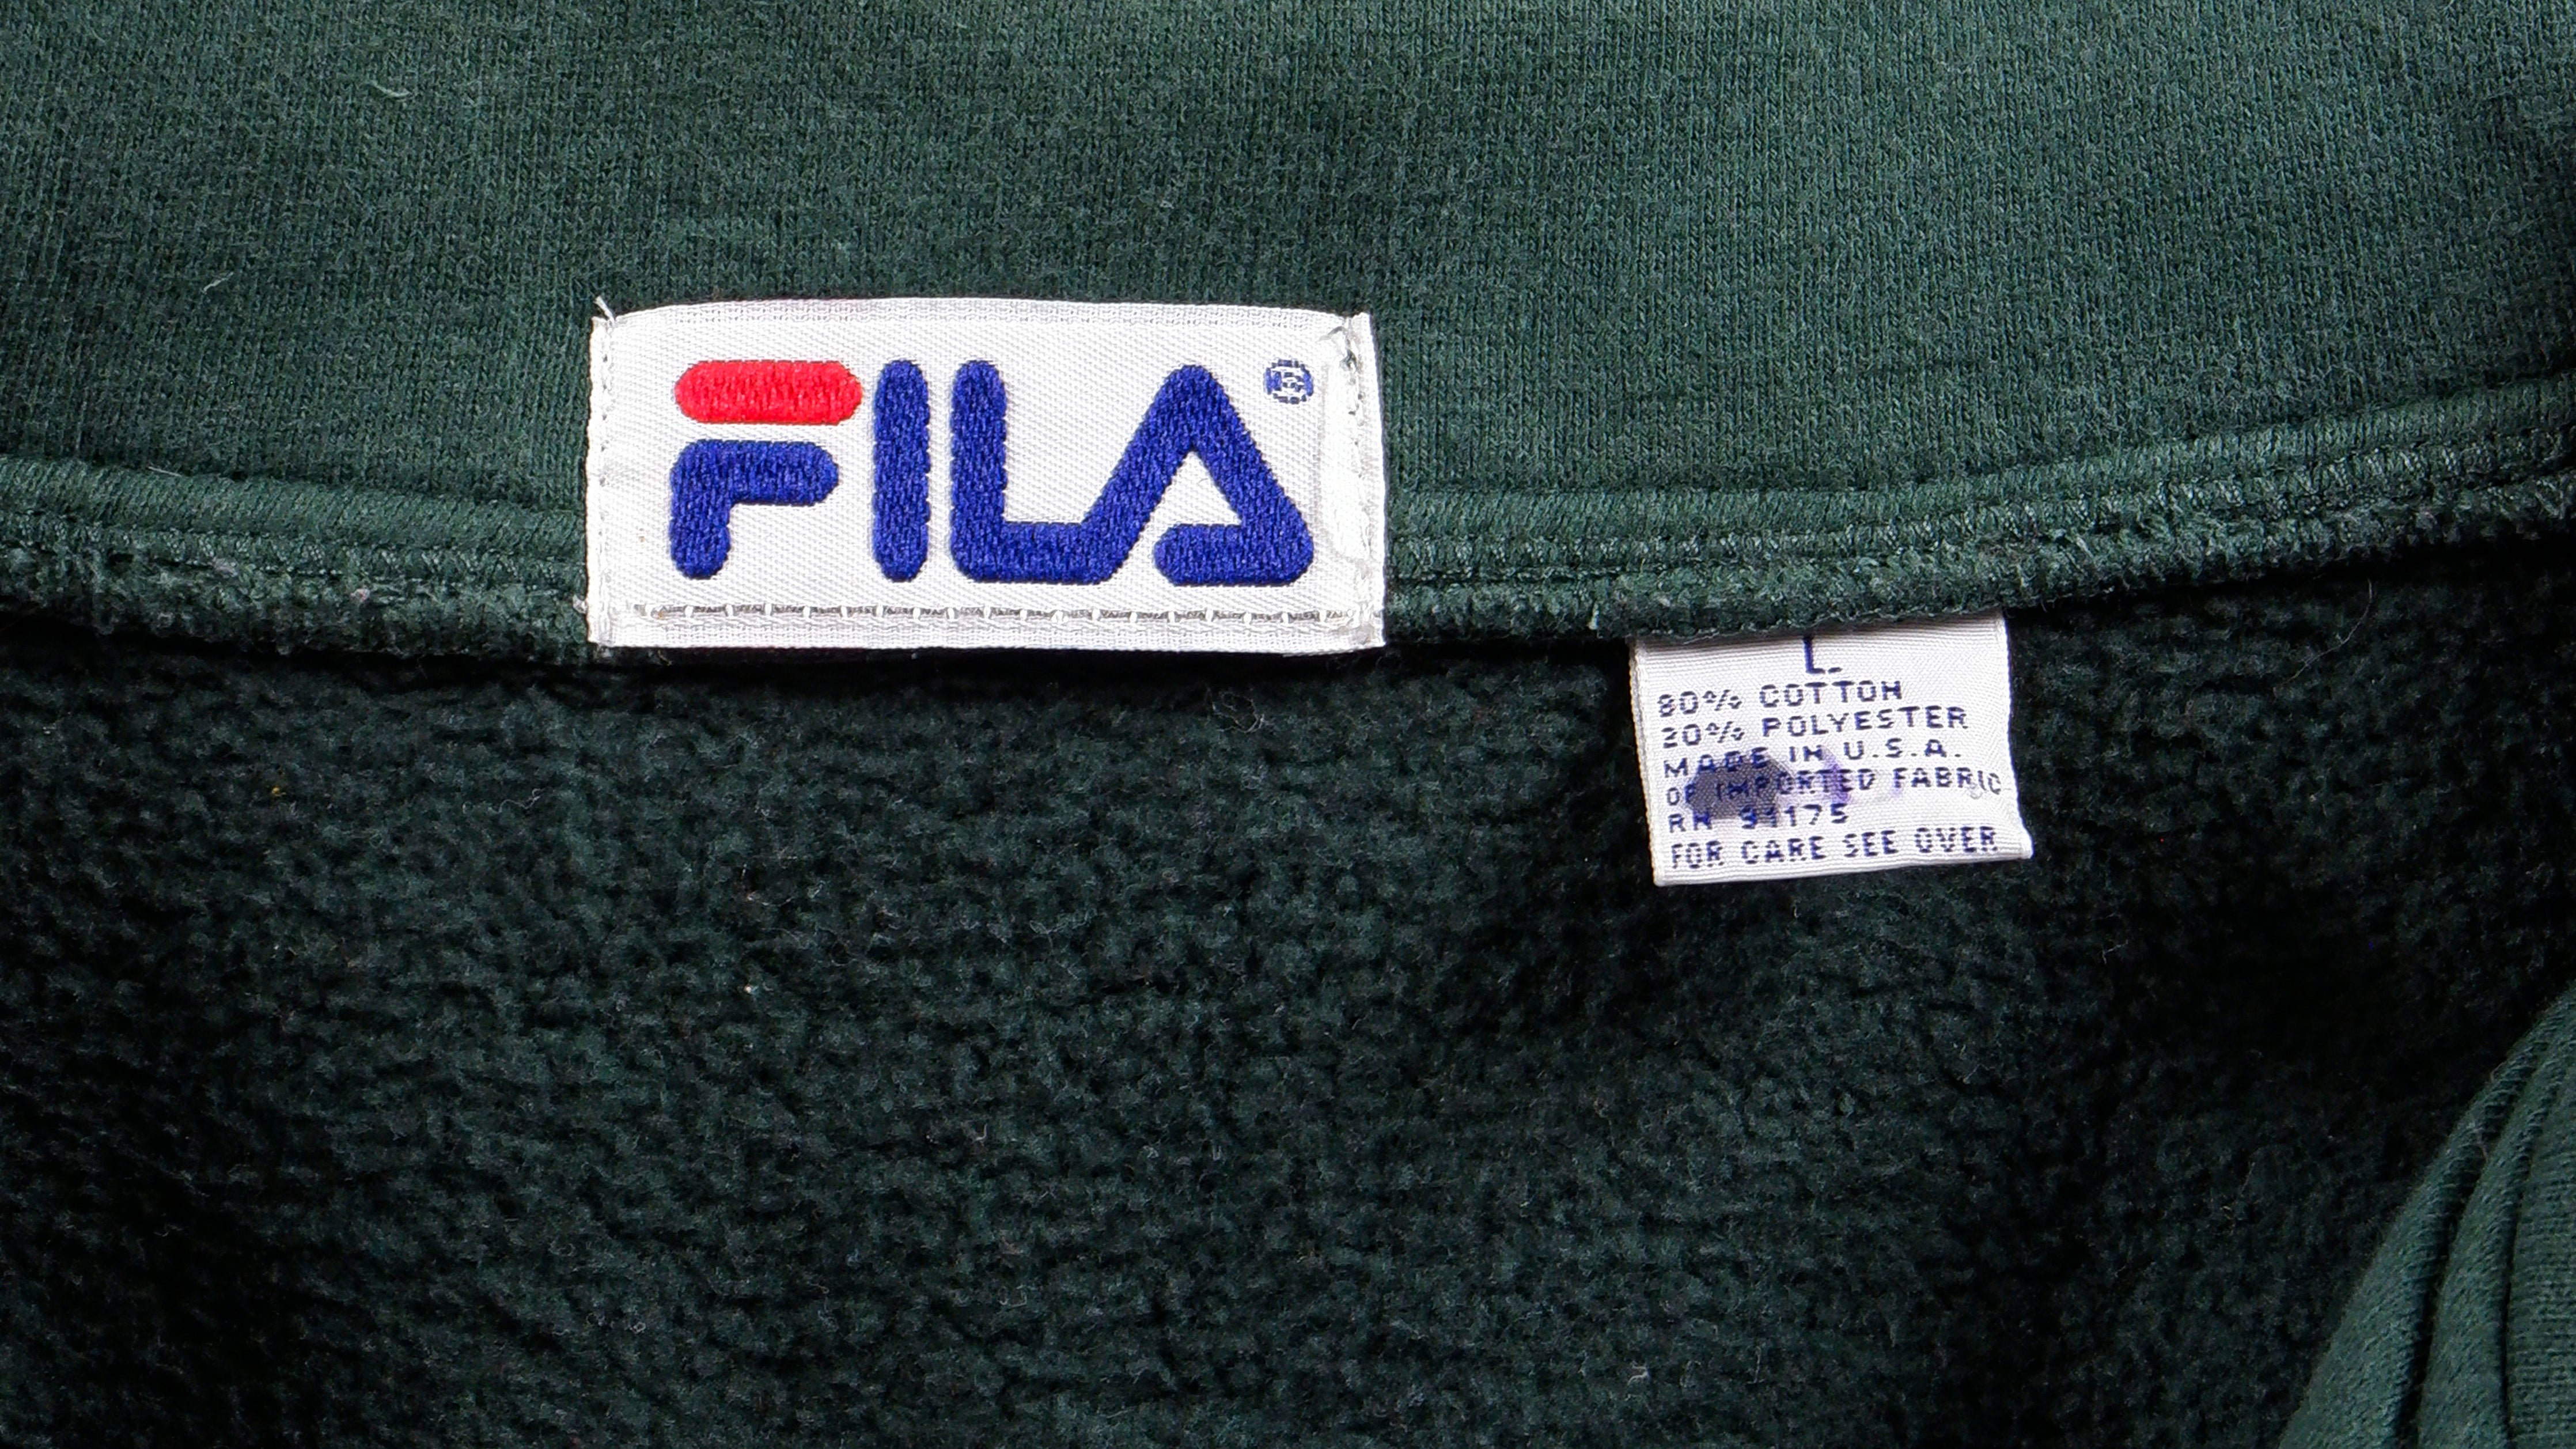 FILA®
L.
80% COTTON
20% POLYESTER
MADE IN U.S.A.
OF IMPORTED FABRIC
RN 91175
FOR CARE SEE OVER